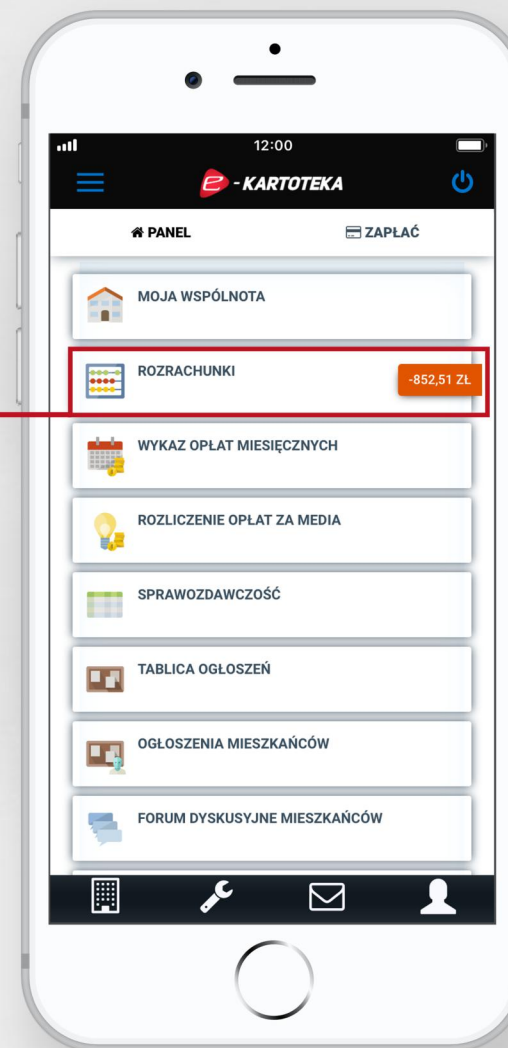 12:00
e - KARTOTEKA
PANEL ZAPŁAĆ
MOJA WSPÓLNOTA
ROZRACHUNKI -852,51 ZŁ
WYKAZ OPŁAT MIESIĘCZNYCH
ROZLICZENIE OPŁAT ZA MEDIA
SPRAWOZDAWCZOŚĆ
TABLICA OGŁOSZEŃ
OGŁOSZENIA MIESZKAŃCÓW
FORUM DYSKUSYJNE MIESZKAŃCÓW